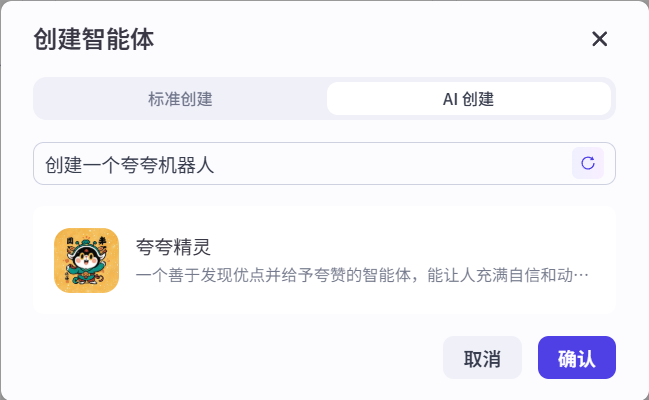 创建智能体
标准创建
AI 创建
创建一个夸夸机器人
夸夸精灵
一个善于发现优点并给予夸赞的智能体，能让人充满自信和动…
取消
确认